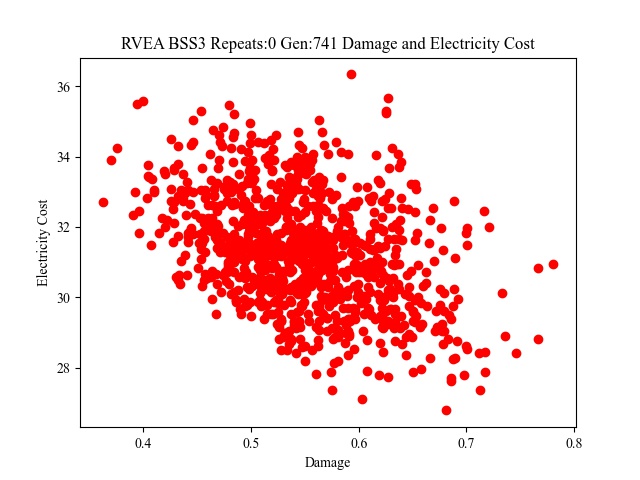 RVEA BSS3 Repeats:0 Gen:741 Damage and Electricity Cost
36
34
32
30
28
Electricity Cost
0.4 0.5 0.6 0.7 0.8
Damage